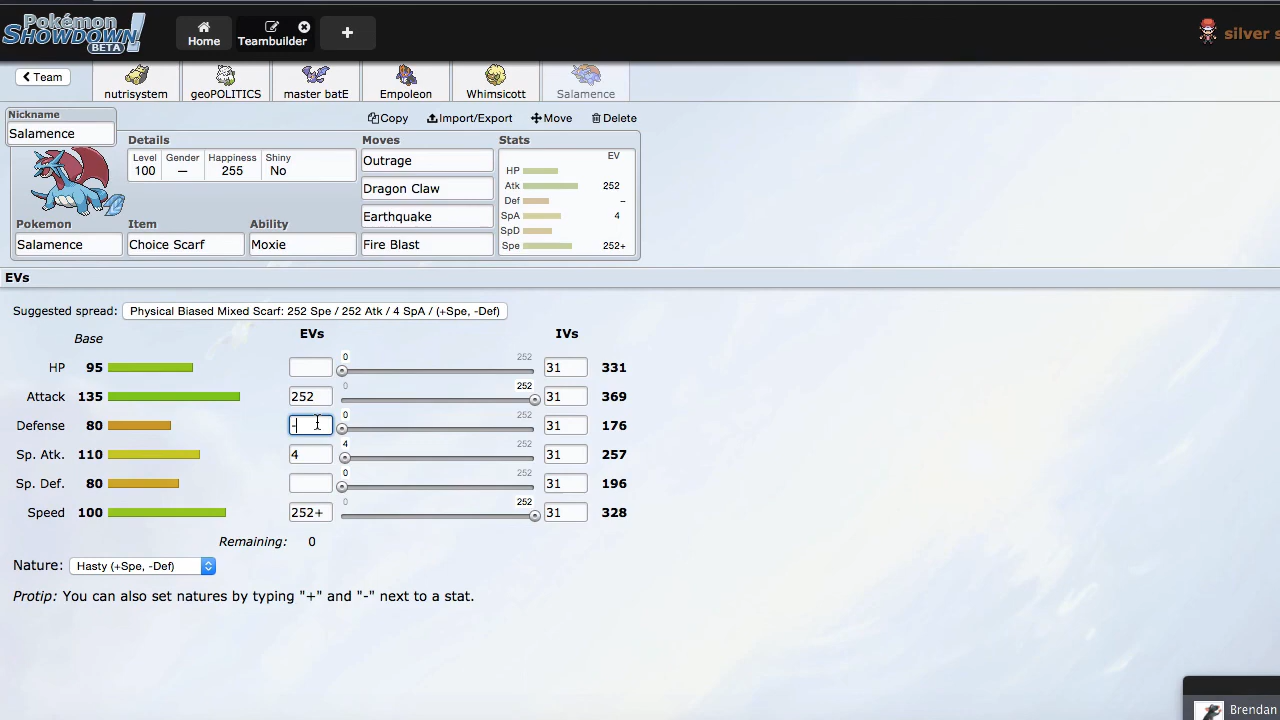 Pokémon
SHOWDOWN!
BETA
Home
Teambuilder
+
silver s
Team
nutrisystem
geoPOLITICS
master batE
Empoleon
Whimsicott
Salamence
Nickname
Salamence
Copy
Import/Export
Move
Delete
Details
Moves
Stats
Level
100
Gender
—
Happiness
255
Shiny
No
Outrage
Dragon Claw
Earthquake
Fire Blast
EV
HP
Atk 252
Def –
SpA 4
SpD
Spe 252+
Pokemon
Salamence
Item
Choice Scarf
Ability
Moxie
EVs
Suggested spread: Physical Biased Mixed Scarf: 252 Spe / 252 Atk / 4 SpA / (+Spe, -Def)
Base EVs IVs
HP 95 0 252 31 331
Attack 135 252 0 252 31 369
Defense 80 - 0 252 31 176
Sp. Atk. 110 4 4 252 31 257
Sp. Def. 80 0 252 31 196
Speed 100 252+ 0 252 31 328
Remaining: 0
Nature: Hasty (+Spe, -Def)
Protip: You can also set natures by typing "+" and "-" next to a stat.
Brendan